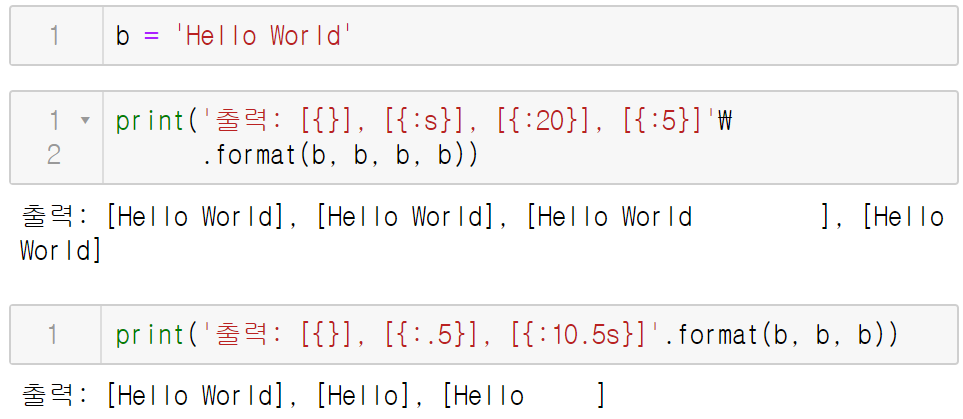 1 b = 'Hello World'
1 print('출력: [{}], [{:s}], [{:20}], [{:5}]'₩
2 .format(b, b, b, b))
출력: [Hello World], [Hello World], [Hello World         ], [Hello
World]
1 print('출력: [{}], [{:.5}], [{:10.5s}]'.format(b, b, b))
출력: [Hello World], [Hello], [Hello     ]